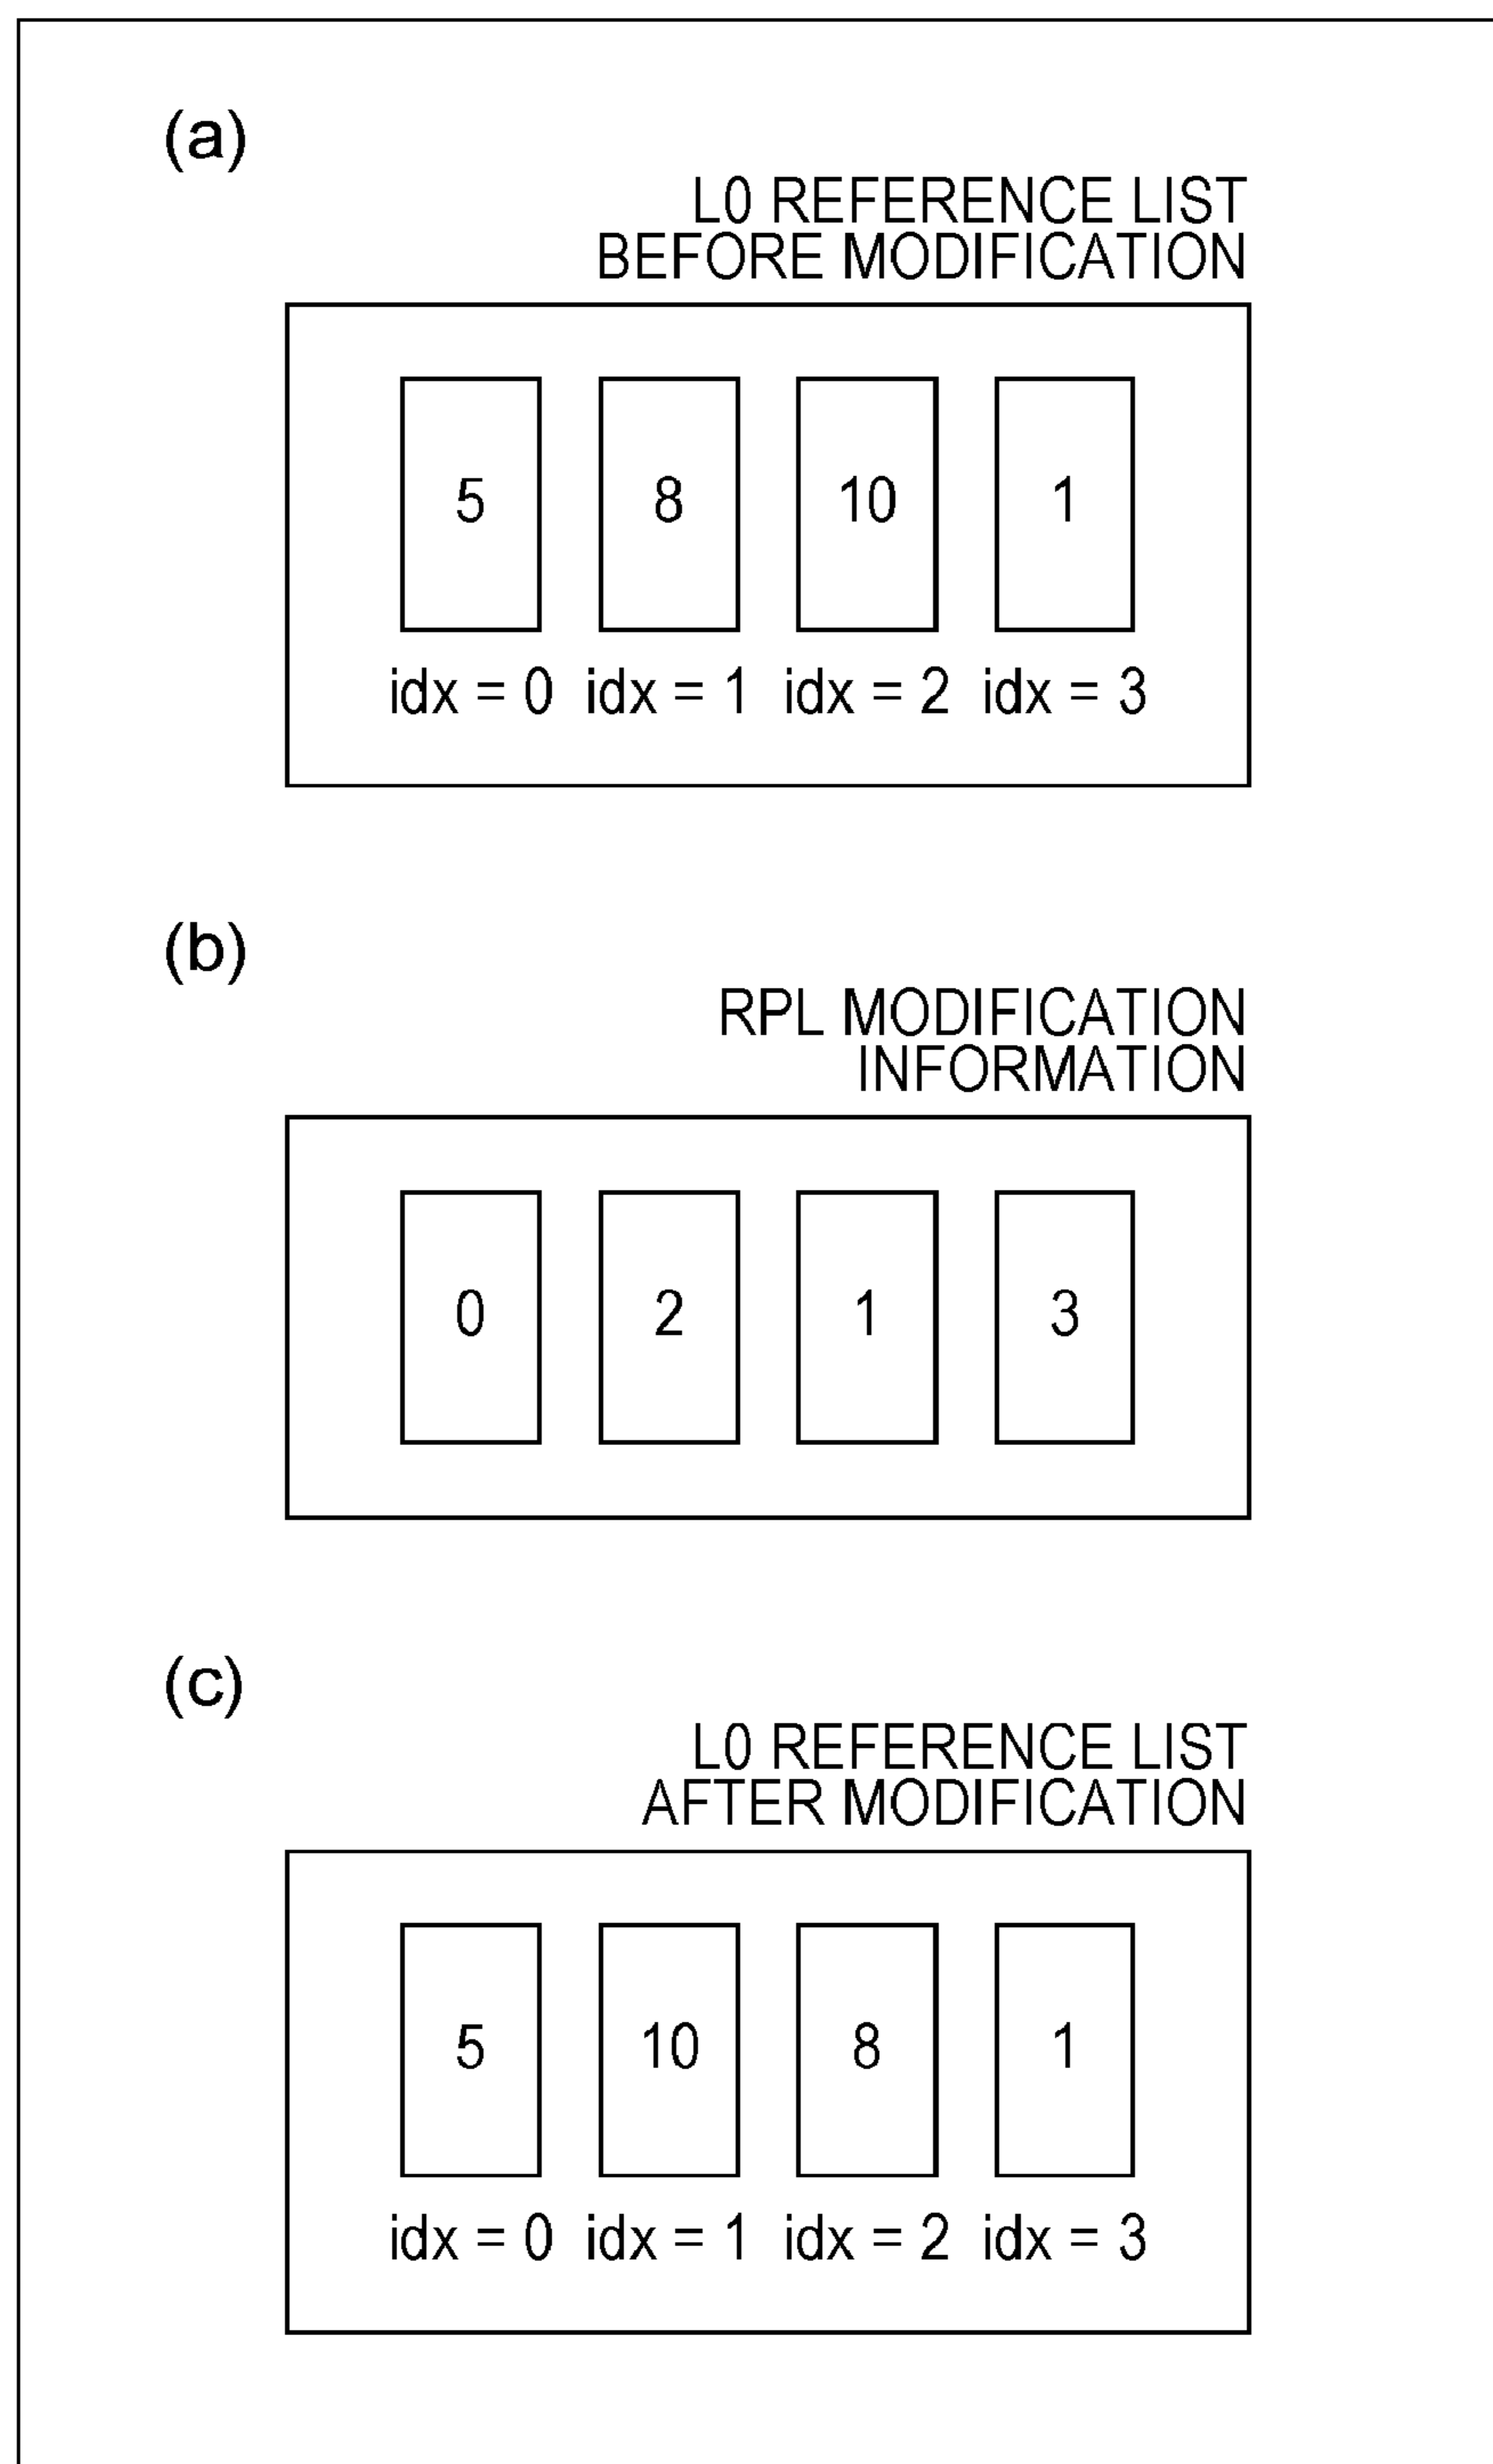 (a)
L0 REFERENCE LIST
BEFORE MODIFICATION
5 8 10 1
idx = 0 idx = 1 idx = 2 idx = 3
(b)
RPL MODIFICATION
INFORMATION
0 2 1 3
(c)
L0 REFERENCE LIST
AFTER MODIFICATION
5 10 8 1
idx = 0 idx = 1 idx = 2 idx = 3